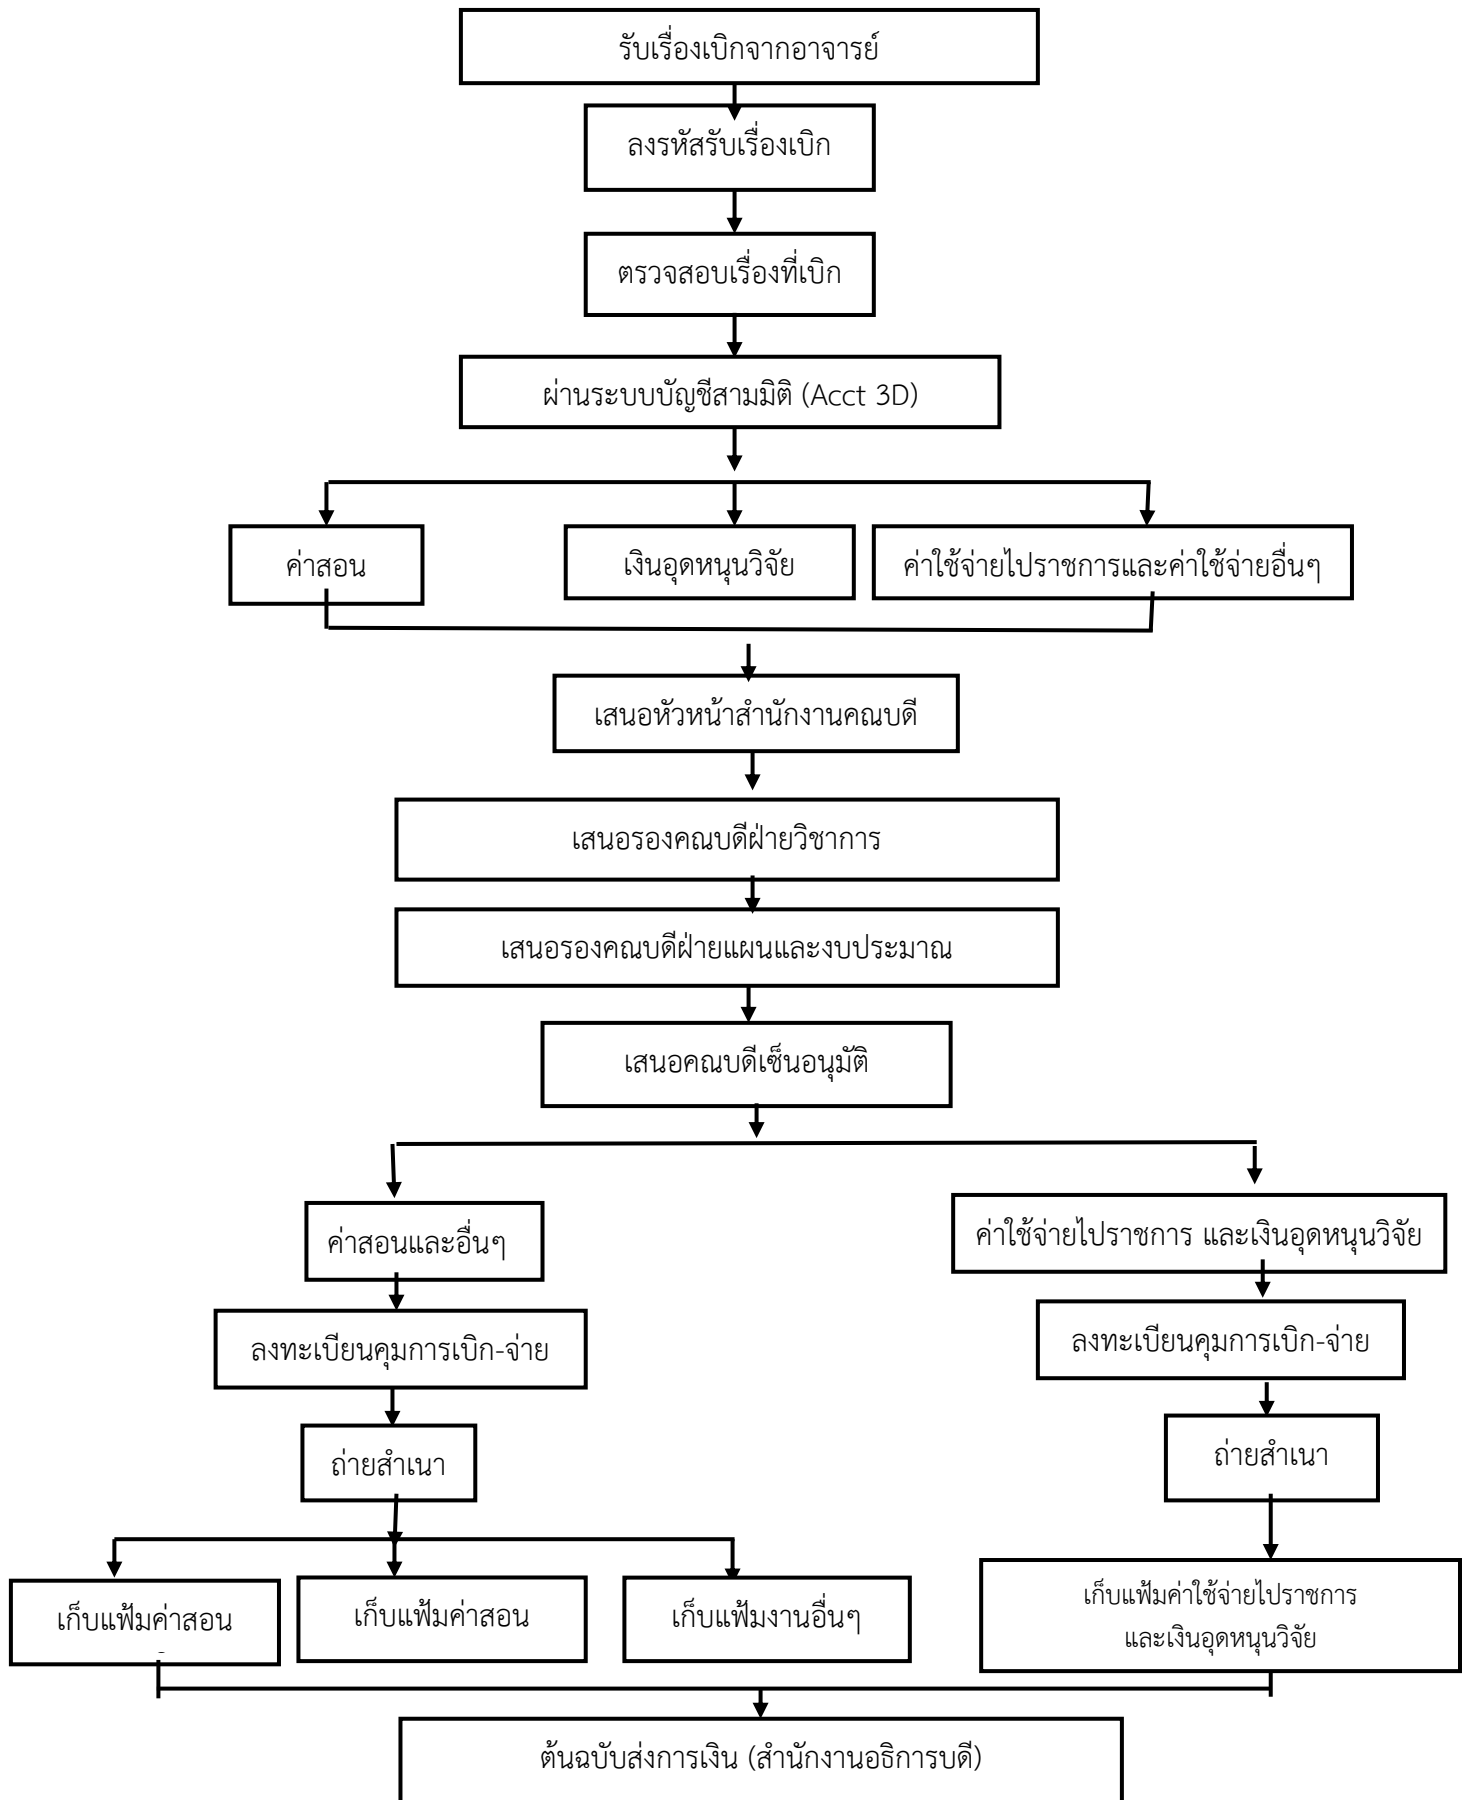 รับเรื่องเบิกจากอาจารย์
ลงรหัสรับเรื่องเบิก
ตรวจสอบเรื่องที่เบิก
ผ่านระบบบัญชีสามมิติ (Acct 3D)
ค่าสอน
เงินอุดหนุนวิจัย
ค่าใช้จ่ายไปราชการและค่าใช้จ่ายอื่นๆ
เสนอหัวหน้าสำนักงานคณบดี
เสนอรองคณบดีฝ่ายวิชาการ
เสนอรองคณบดีฝ่ายแผนและงบประมาณ
เสนอคณบดีเซ็นอนุมัติ
ค่าสอนและอื่นๆ
ค่าใช้จ่ายไปราชการ และเงินอุดหนุนวิจัย
ลงทะเบียนคุมการเบิก-จ่าย
ลงทะเบียนคุมการเบิก-จ่าย
ถ่ายสำเนา
ถ่ายสำเนา
เก็บแฟ้มค่าสอน
เก็บแฟ้มค่าสอน
เก็บแฟ้มงานอื่นๆ
เก็บแฟ้มค่าใช้จ่ายไปราชการ
และเงินอุดหนุนวิจัย
ต้นฉบับส่งการเงิน (สำนักงานอธิการบดี)